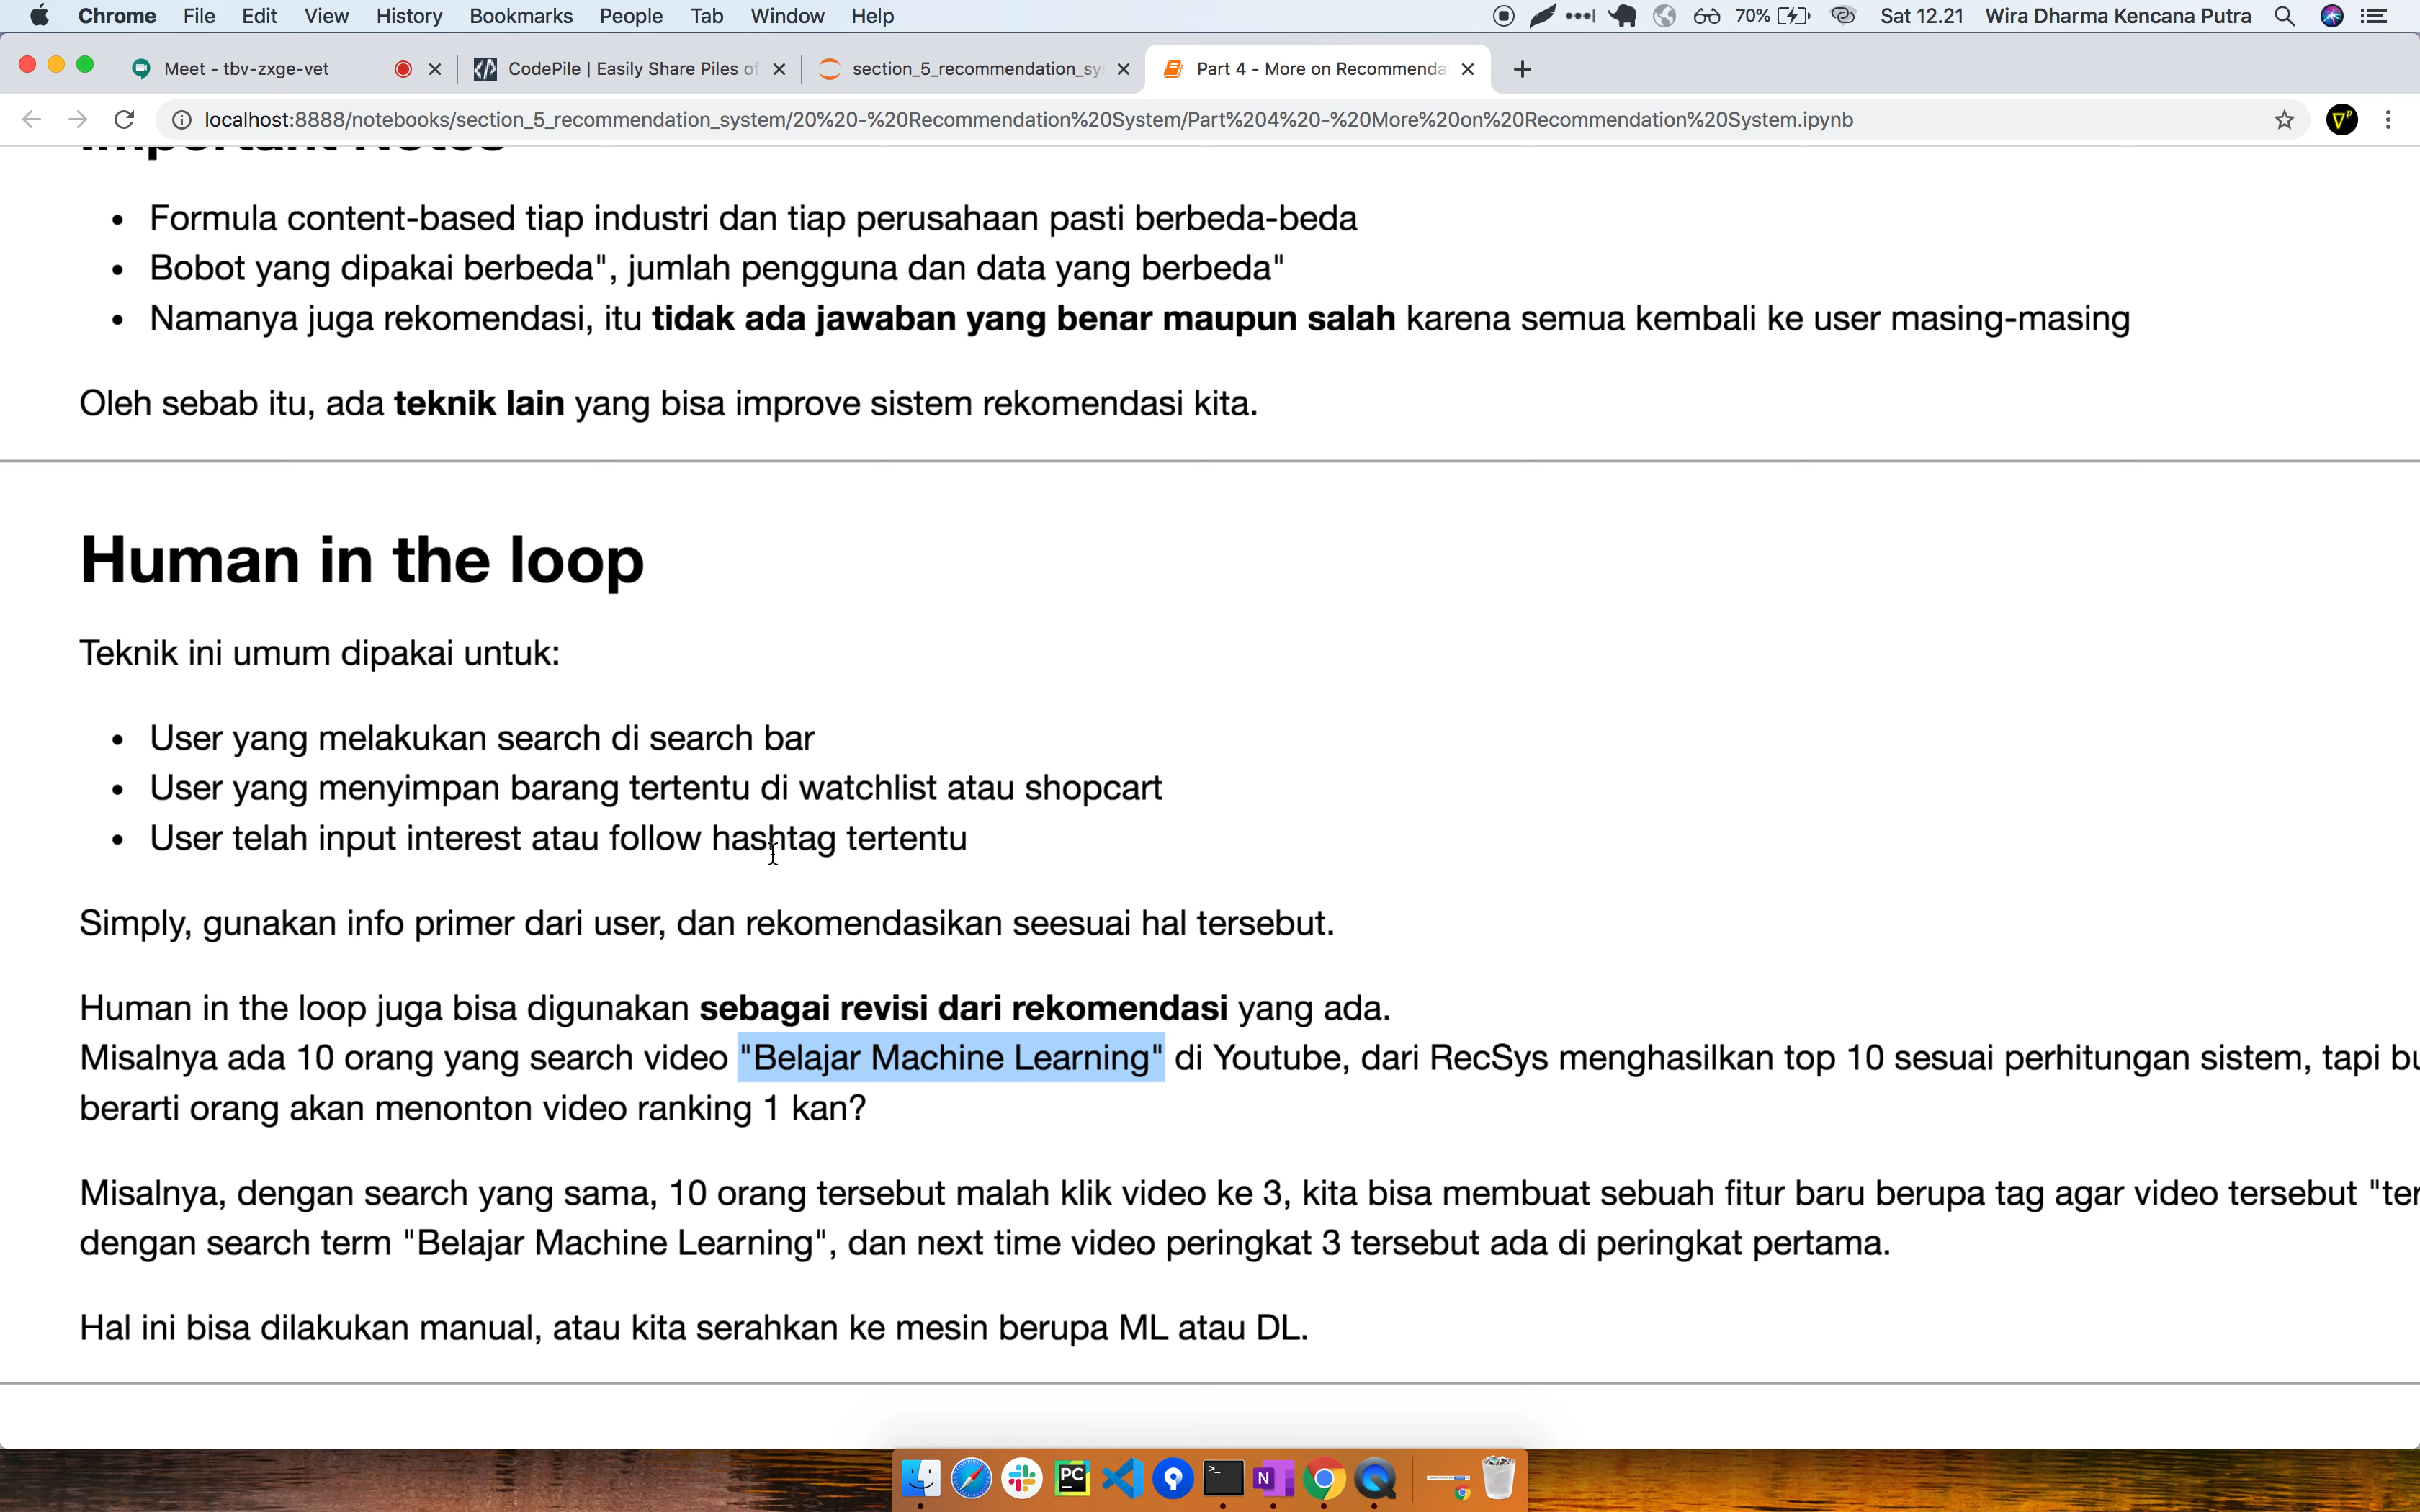 Chrome File Edit View History Bookmarks People Tab Window Help 70% Sat 12.21 Wira Dharma Kencana Putra
Meet - tbv-zxge-vet CodePile | Easily Share Piles of section_5_recommendation_sy Part 4 - More on Recommenda
localhost:8888/notebooks/section_5_recommendation_system/20%20-%20Recommendation%20System/Part%204%20-%20More%20on%20Recommendation%20System.ipynb
Important Notes
• Formula content-based tiap industri dan tiap perusahaan pasti berbeda-beda
• Bobot yang dipakai berbeda", jumlah pengguna dan data yang berbeda"
• Namanya juga rekomendasi, itu tidak ada jawaban yang benar maupun salah karena semua kembali ke user masing-masing
Oleh sebab itu, ada teknik lain yang bisa improve sistem rekomendasi kita.
Human in the loop
Teknik ini umum dipakai untuk:
• User yang melakukan search di search bar
• User yang menyimpan barang tertentu di watchlist atau shopcart
• User telah input interest atau follow hashtag tertentu
Simply, gunakan info primer dari user, dan rekomendasikan seesuai hal tersebut.
Human in the loop juga bisa digunakan sebagai revisi dari rekomendasi yang ada.
Misalnya ada 10 orang yang search video "Belajar Machine Learning" di Youtube, dari RecSys menghasilkan top 10 sesuai perhitungan sistem, tapi bu
berarti orang akan menonton video ranking 1 kan?
Misalnya, dengan search yang sama, 10 orang tersebut malah klik video ke 3, kita bisa membuat sebuah fitur baru berupa tag agar video tersebut "ter
dengan search term "Belajar Machine Learning", dan next time video peringkat 3 tersebut ada di peringkat pertama.
Hal ini bisa dilakukan manual, atau kita serahkan ke mesin berupa ML atau DL.